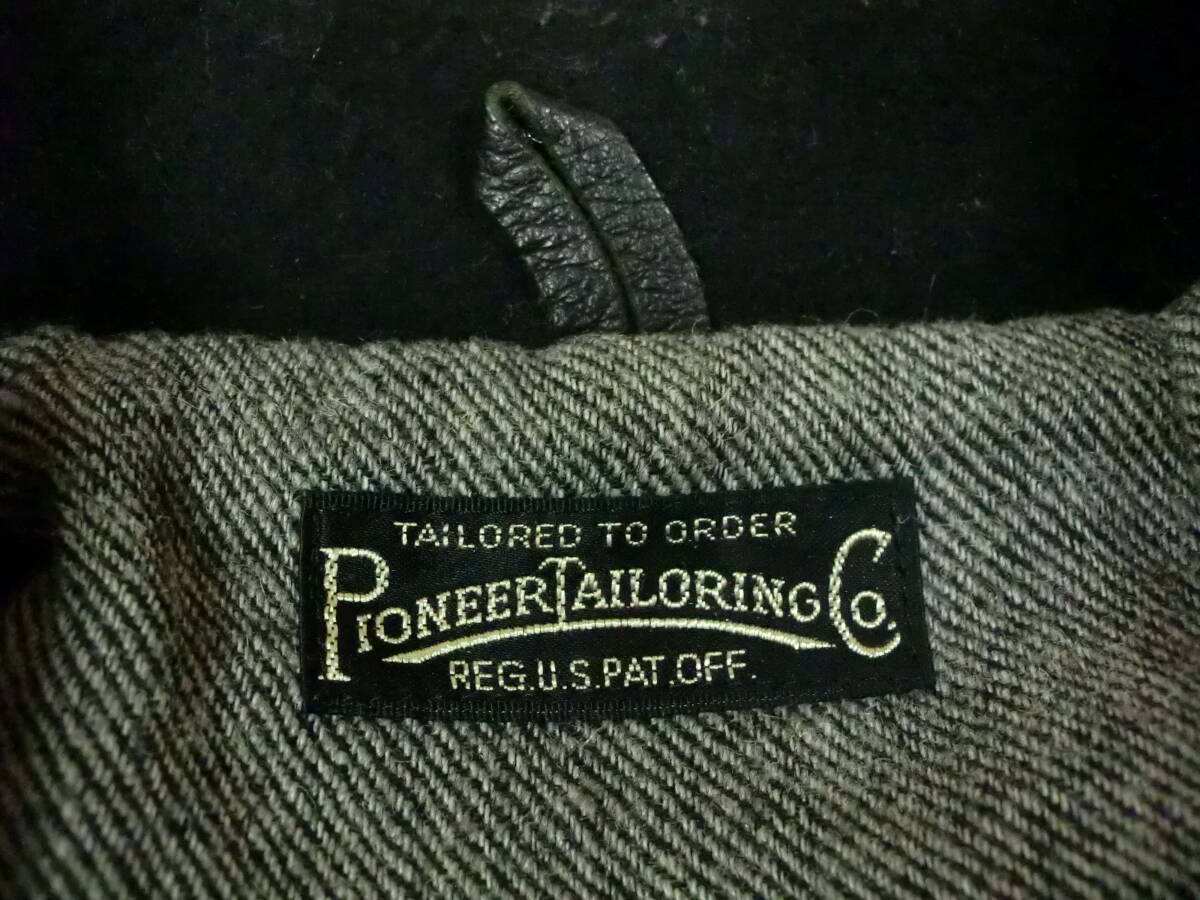 TAILORED TO ORDER
PIONEER TAILORING CO.
REG.U.S.PAT.OFF.